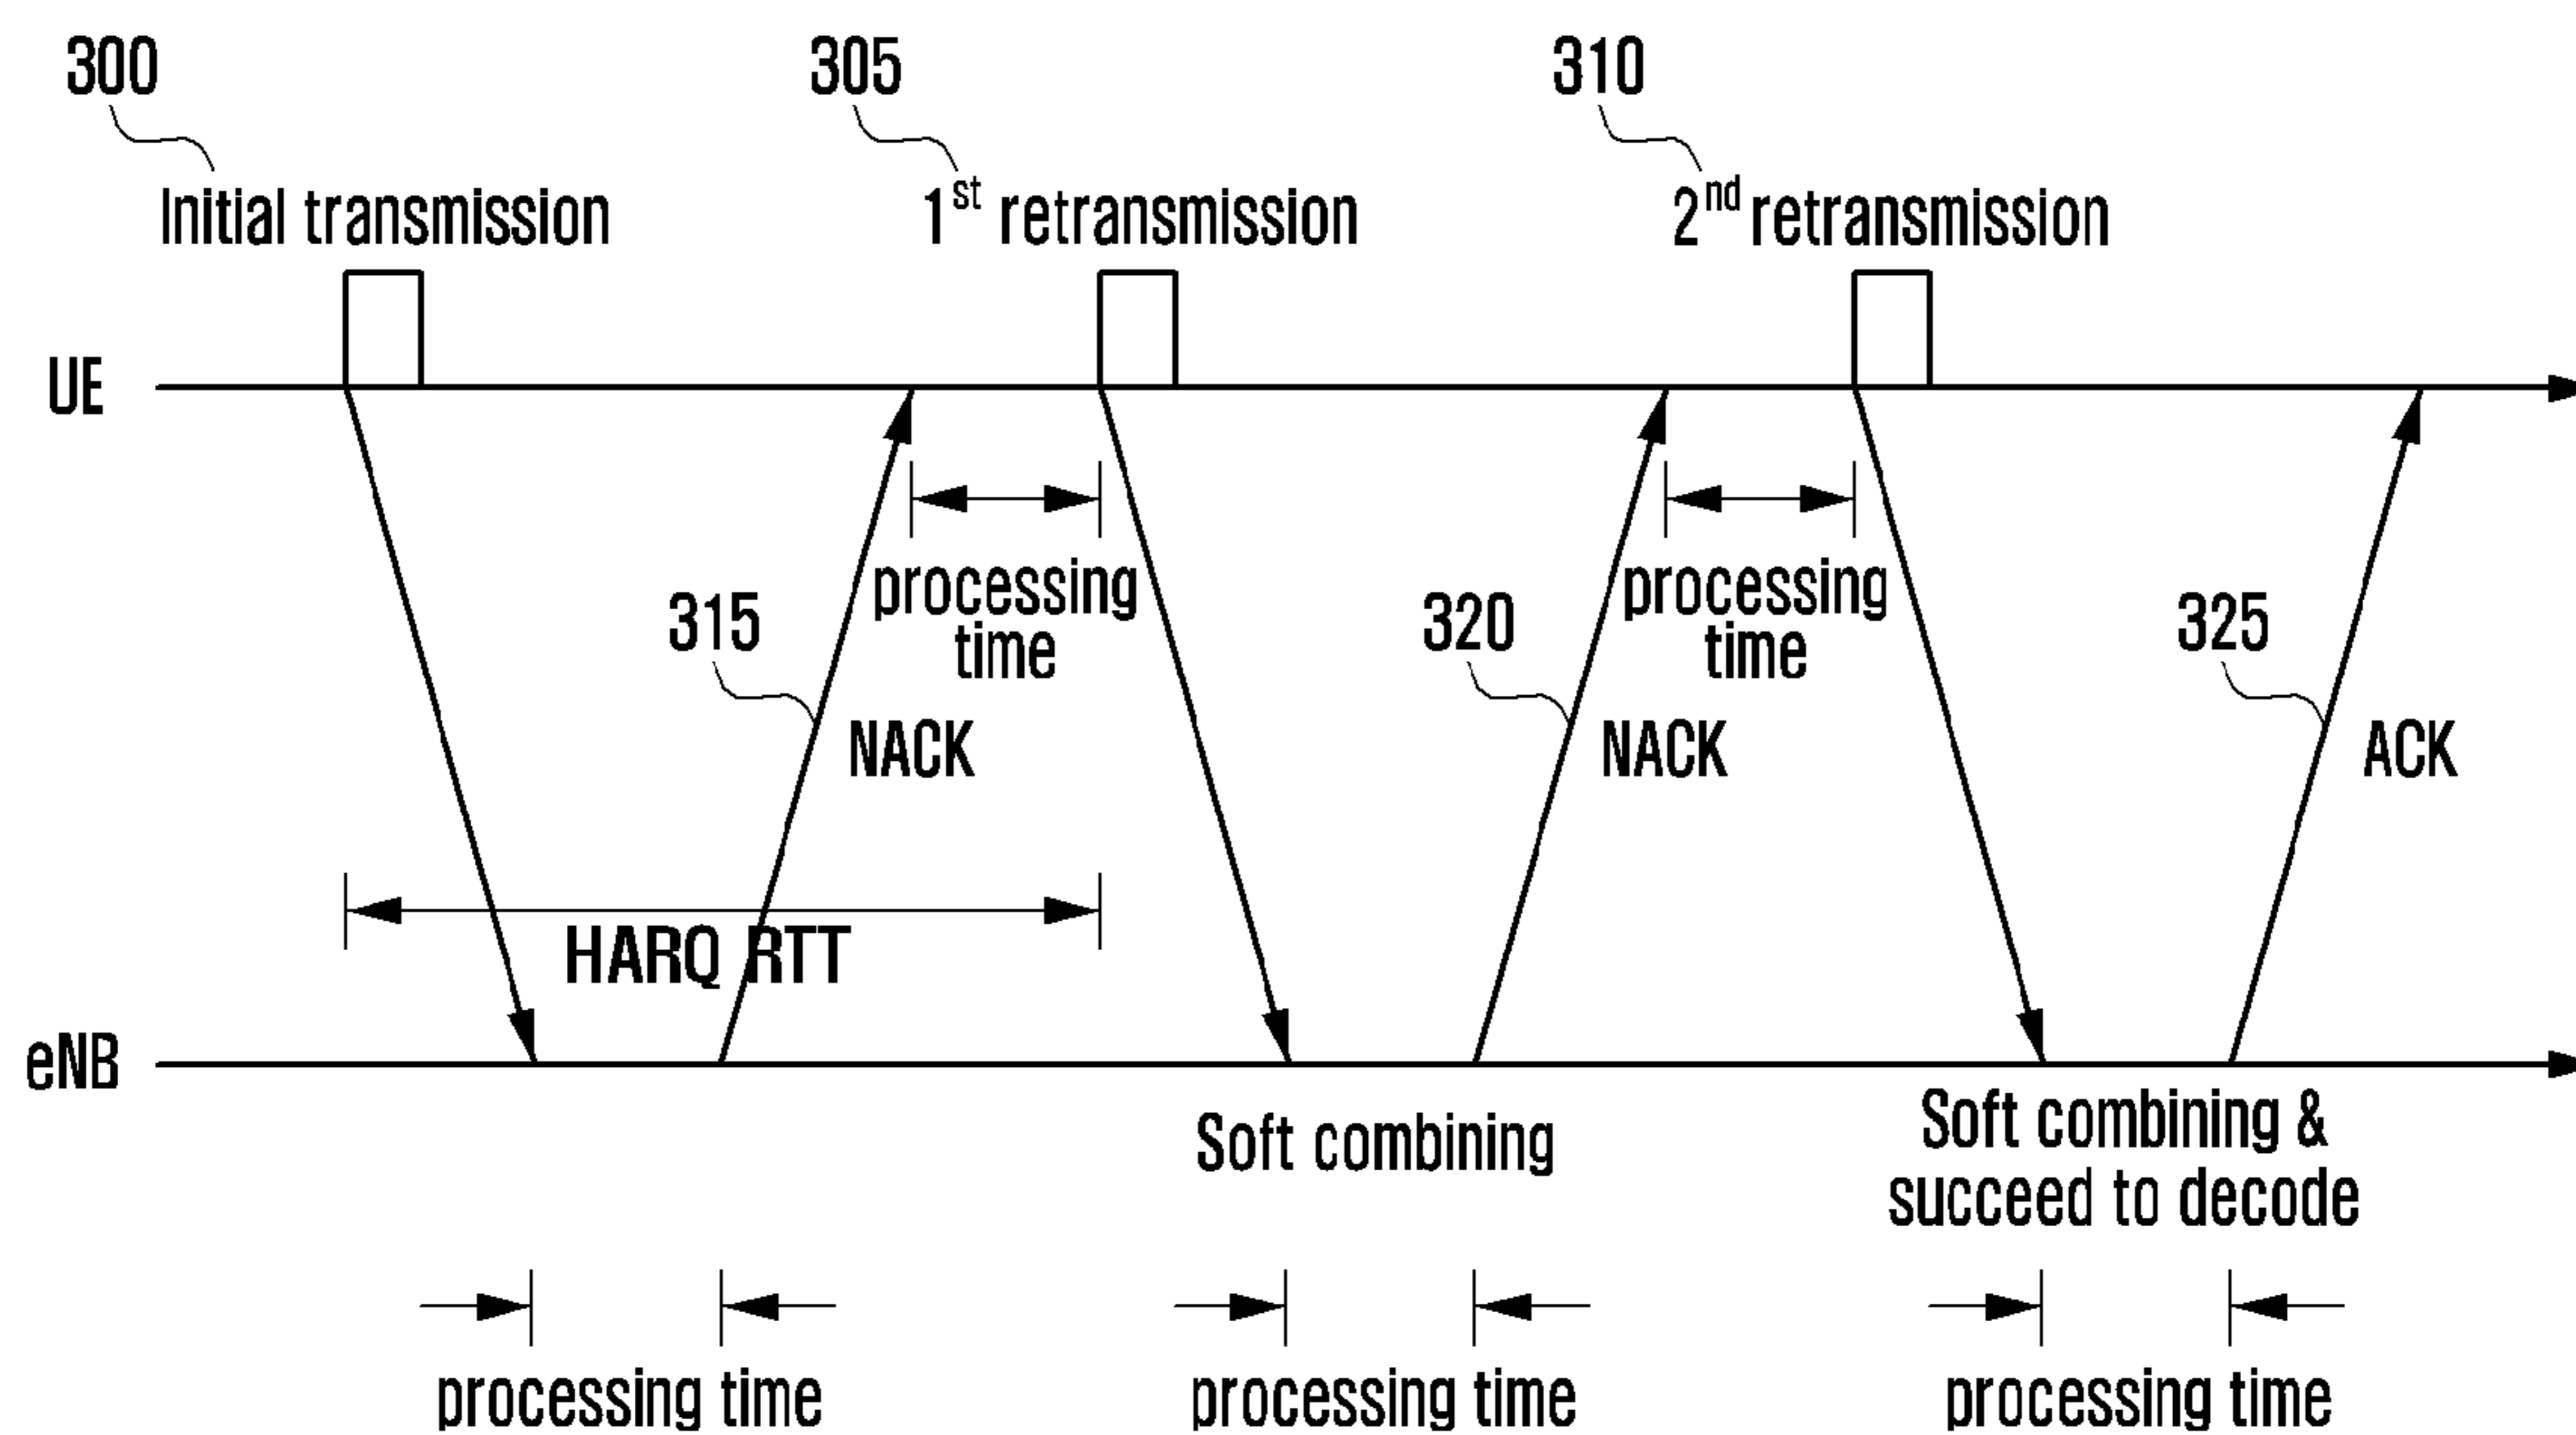 300
305
310
Initial transmission
1st retransmission
2nd retransmission
UE
processing
time
processing
time
315
320
325
NACK
NACK
ACK
HARQ RTT
eNB
Soft combining
Soft combining &
succeed to decode
processing time
processing time
processing time